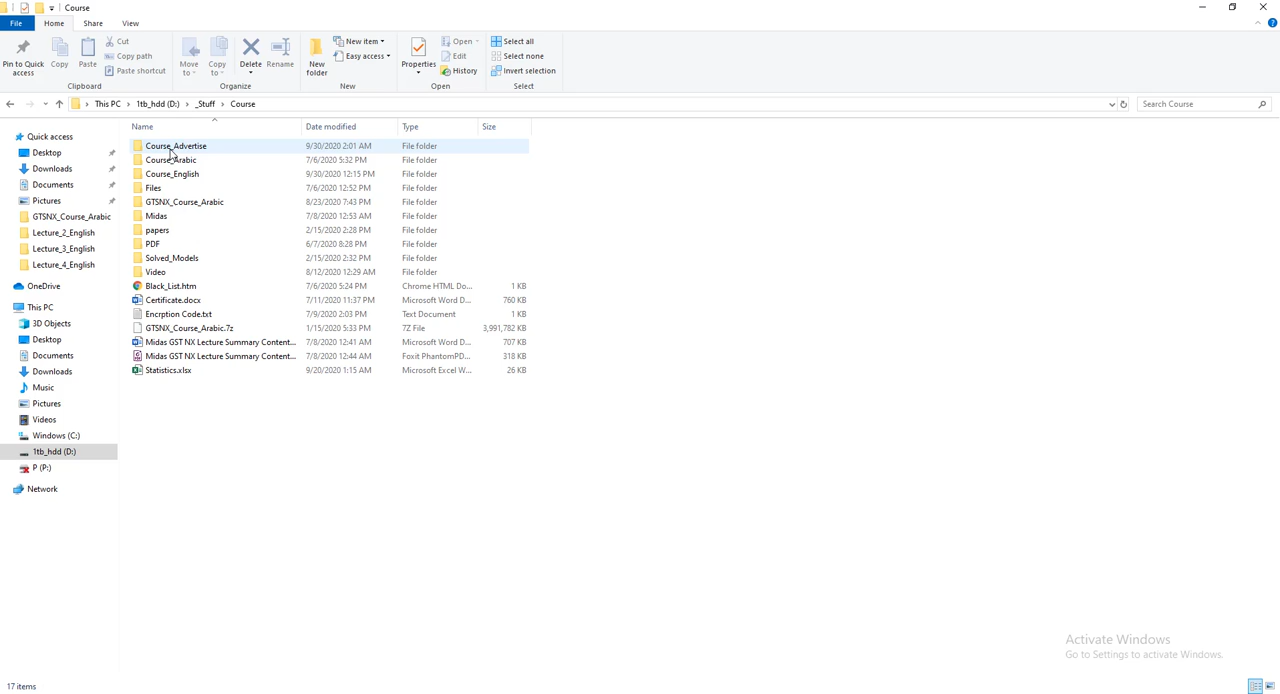 Course
File Home Share View
Pin to Quick access
Copy
Paste
Cut
Copy path
Paste shortcut
Clipboard
Move to
Copy to
Delete
Rename
Organize
New folder
New item
Easy access
New
Properties
Open
Edit
History
Open
Select all
Select none
Invert selection
Select
This PC > 1tb_hdd (D:) > _Stuff > Course
Search Course
Name Date modified Type Size
Quick access
Desktop
Downloads
Documents
Pictures
GTSNX_Course_Arabic
Lecture_2_English
Lecture_3_English
Lecture_4_English
OneDrive
This PC
3D Objects
Desktop
Documents
Downloads
Music
Pictures
Videos
Windows (C:)
1tb_hdd (D:)
P (P:)
Network
Course_Advertise 9/30/2020 2:01 AM File folder
Course_Arabic 7/6/2020 5:32 PM File folder
Course_English 9/30/2020 12:15 PM File folder
Files 7/6/2020 12:52 PM File folder
GTSNX_Course_Arabic 8/23/2020 7:43 PM File folder
Midas 7/8/2020 12:53 AM File folder
papers 2/15/2020 2:28 PM File folder
PDF 6/7/2020 8:28 PM File folder
Solved_Models 2/15/2020 2:32 PM File folder
Video 8/12/2020 12:29 AM File folder
Black_List.htm 7/6/2020 5:24 PM Chrome HTML Do... 1 KB
Certificate.docx 7/11/2020 11:37 PM Microsoft Word D... 760 KB
Encrption Code.txt 7/9/2020 2:03 PM Text Document 1 KB
GTSNX_Course_Arabic.7z 1/15/2020 5:33 PM 7Z File 3,991,782 KB
Midas GST NX Lecture Summary Content... 7/8/2020 12:41 AM Microsoft Word D... 707 KB
Midas GST NX Lecture Summary Content... 7/8/2020 12:44 AM Foxit PhantomPD... 318 KB
Statistics.xlsx 9/20/2020 1:15 AM Microsoft Excel W... 26 KB
Activate Windows
Go to Settings to activate Windows.
17 items